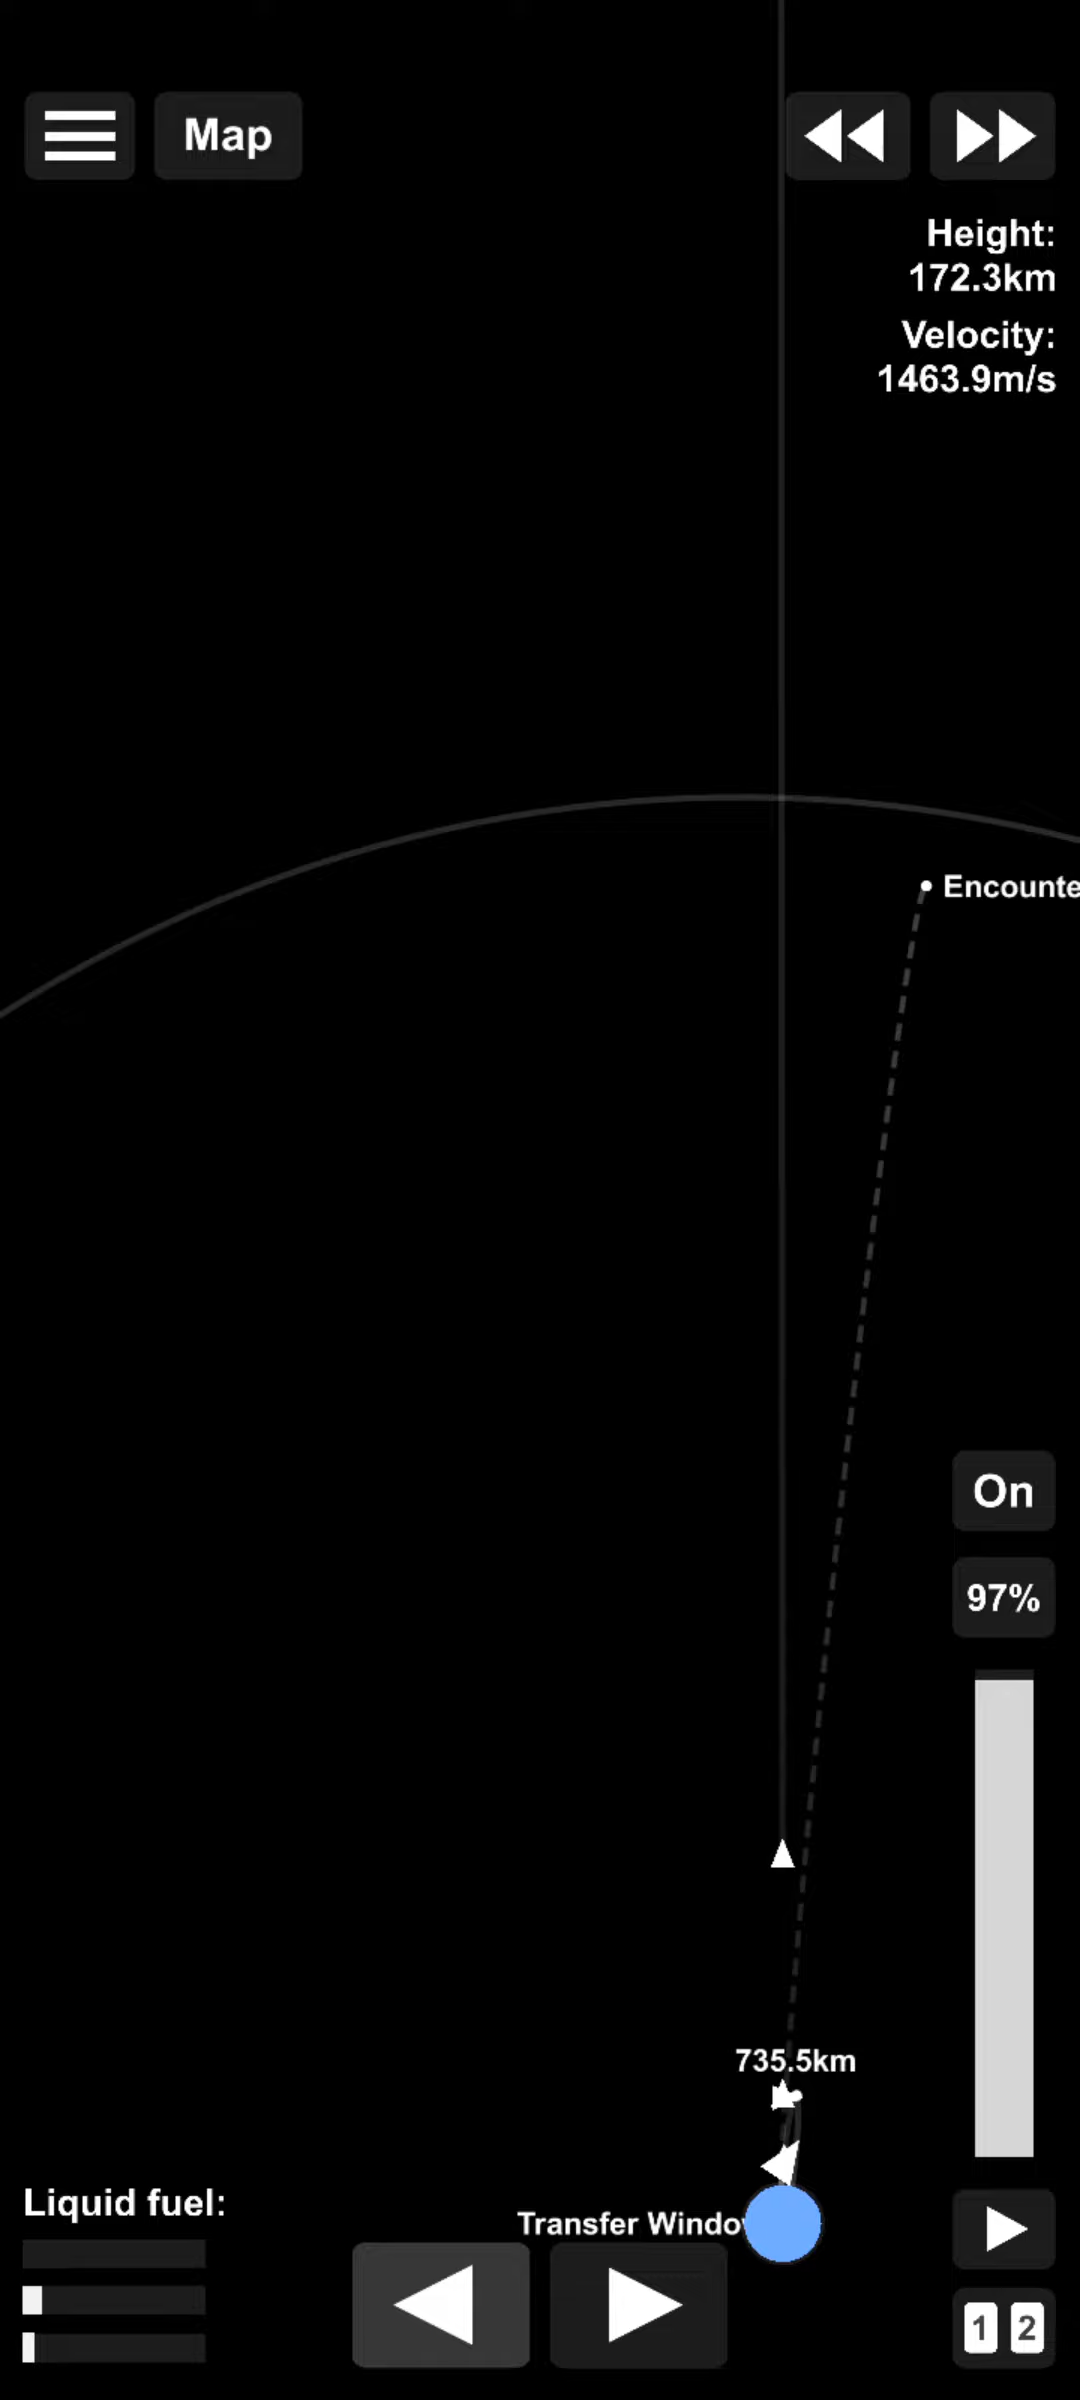 Map
Height:
172.3km
Velocity:
1463.9m/s
Encounte
On
97%
735.5km
Liquid fuel:
Transfer Windo
1 2